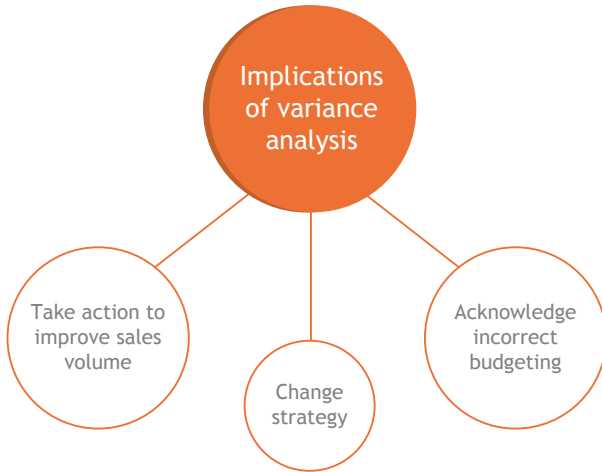 Implications
of variance
analysis
Take action to
improve sales
volume
Change
strategy
Acknowledge
incorrect
budgeting